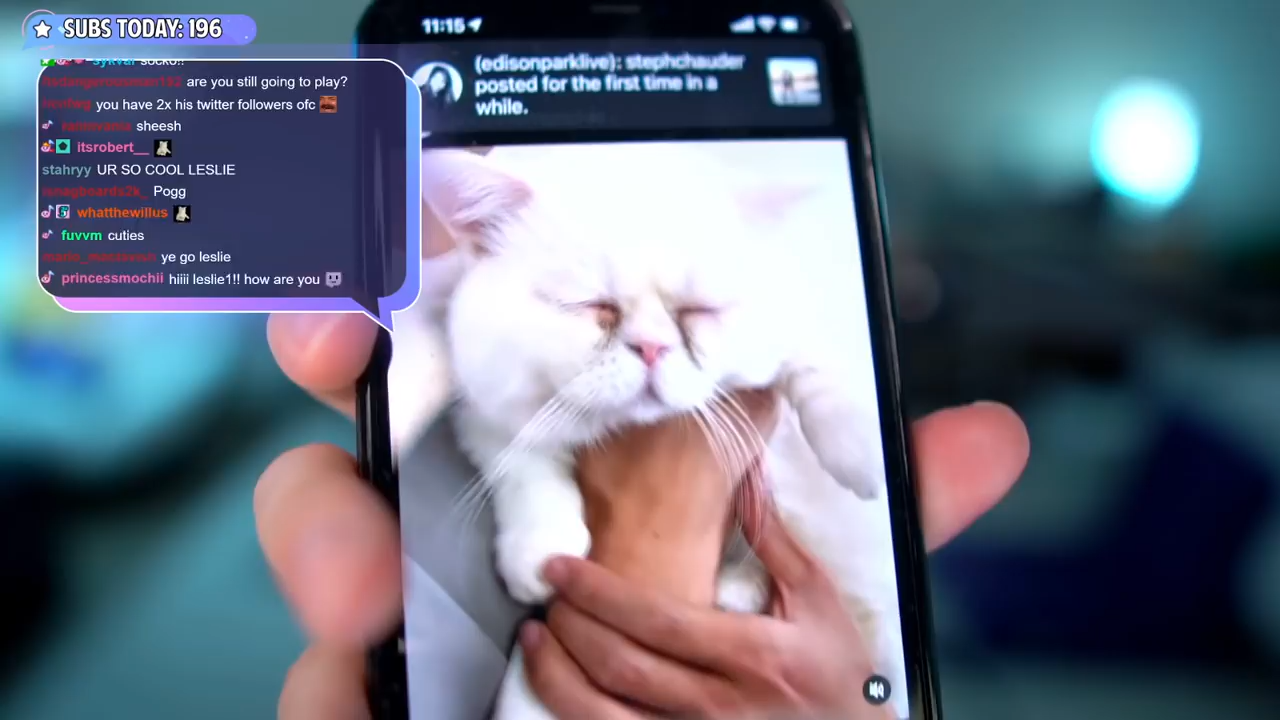 SUBS TODAY: 196
sykvai socko!!
are you still going to play?
you have 2x his twitter followers ofc
sheesh
itsrobert__
stahryy UR SO COOL LESLIE
Pogg
whatthewillus
fuvvm cuties
ye go leslie
princessmochii hiiii leslie1!! how are you
11:15
(edisonparklive): stephchauder
posted for the first time in a
while.